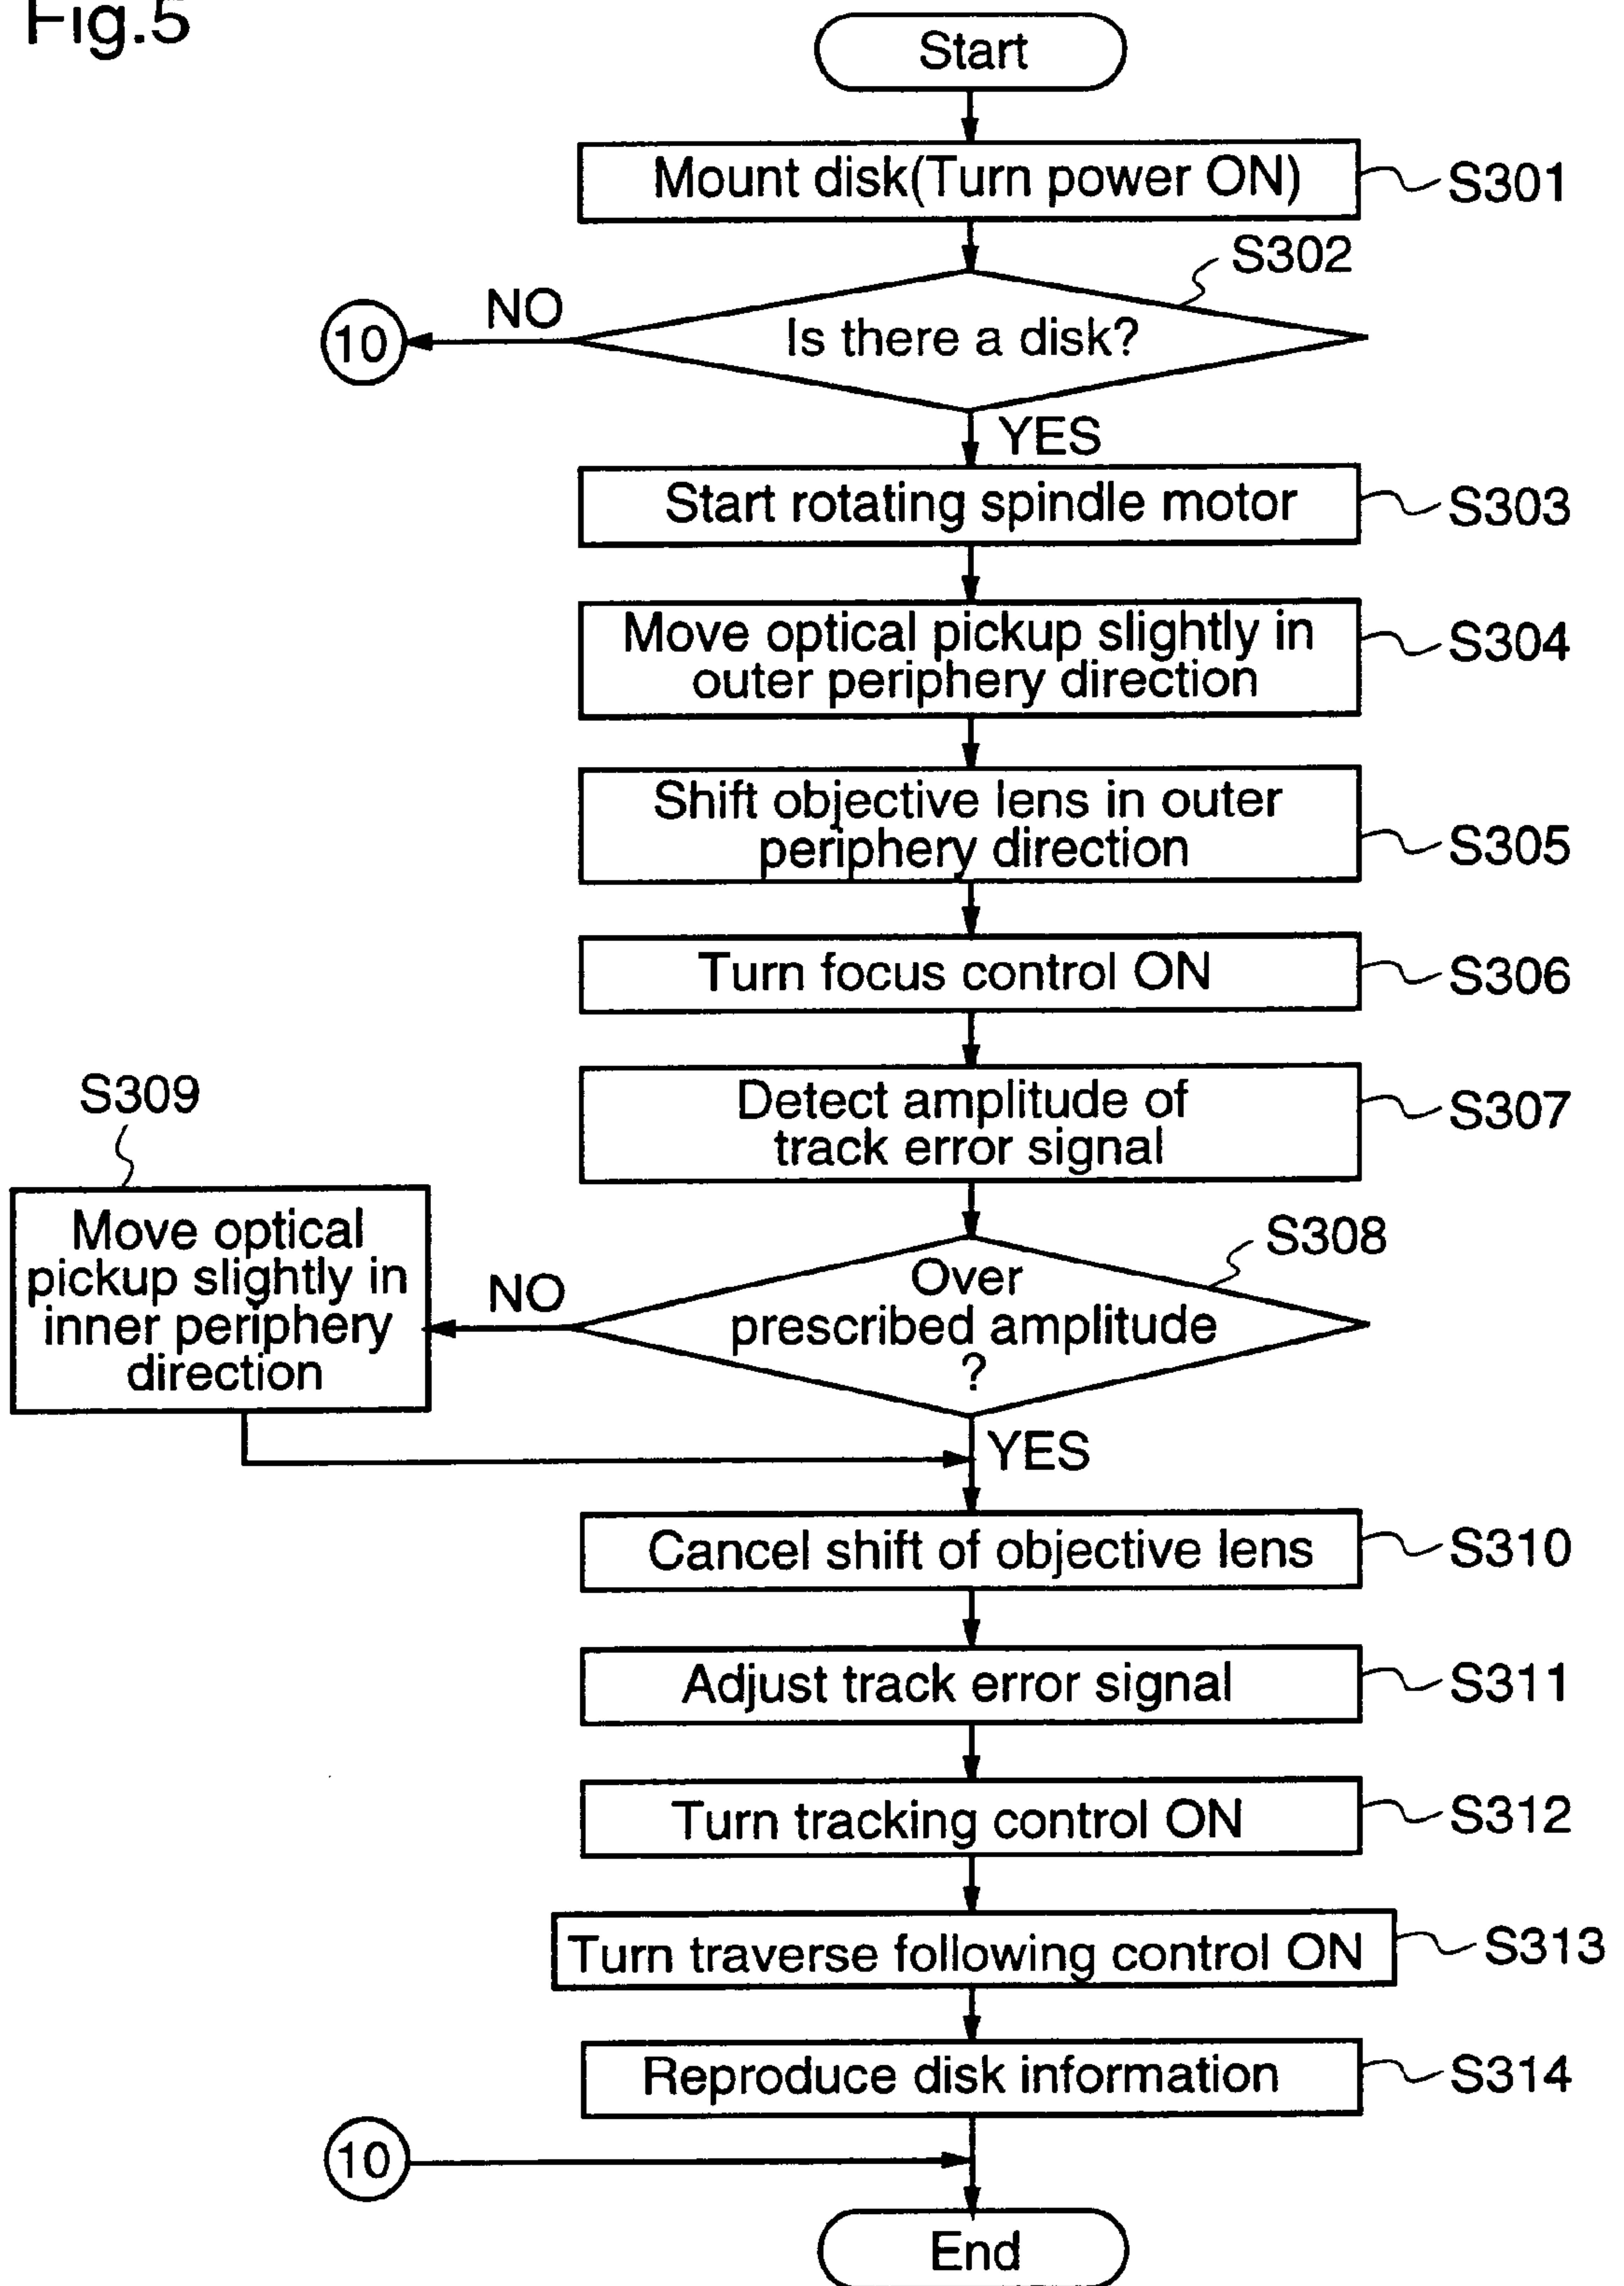 Fig.5
Start
Mount disk(Turn power ON)
S301
S302
Is there a disk?
NO
10
YES
Start rotating spindle motor
S303
Move optical pickup slightly in
outer periphery direction
S304
Shift objective lens in outer
periphery direction
S305
Turn focus control ON
S306
Detect amplitude of
track error signal
S307
S308
Over
prescribed amplitude
?
NO
S309
Move optical
pickup slightly in
inner periphery
direction
YES
Cancel shift of objective lens
S310
Adjust track error signal
S311
Turn tracking control ON
S312
Turn traverse following control ON
S313
Reproduce disk information
S314
10
End